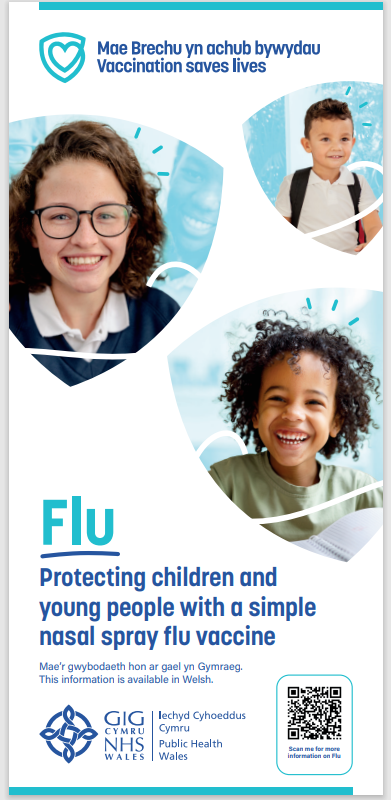 Mae Brechu yn achub bywydau
Vaccination saves lives
Flu
Protecting children and
young people with a simple
nasal spray flu vaccine
Mae'r gwybodaeth hon ar gael yn Gymraeg.
This information is available in Welsh.
GIG
CYMRU
NHS
WALES
Iechyd Cyhoeddus
Cymru
Public Health
Wales
Scan me for more
information on Flu